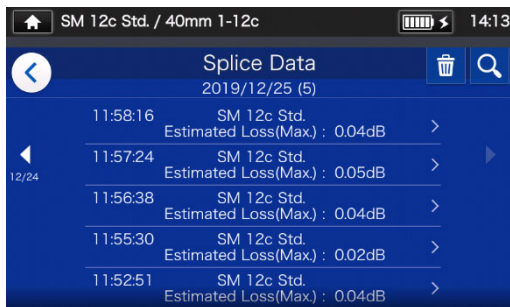 SM 12c Std. / 40mm 1-12c 14:13
Splice Data
2019/12/25 (5)
11:58:16 SM 12c Std.
Estimated Loss(Max.) : 0.04dB
11:57:24 SM 12c Std.
Estimated Loss(Max.) : 0.05dB
12/24
11:56:38 SM 12c Std.
Estimated Loss(Max.) : 0.04dB
11:55:30 SM 12c Std.
Estimated Loss(Max.) : 0.02dB
11:52:51 SM 12c Std.
Estimated Loss(Max.) : 0.04dB